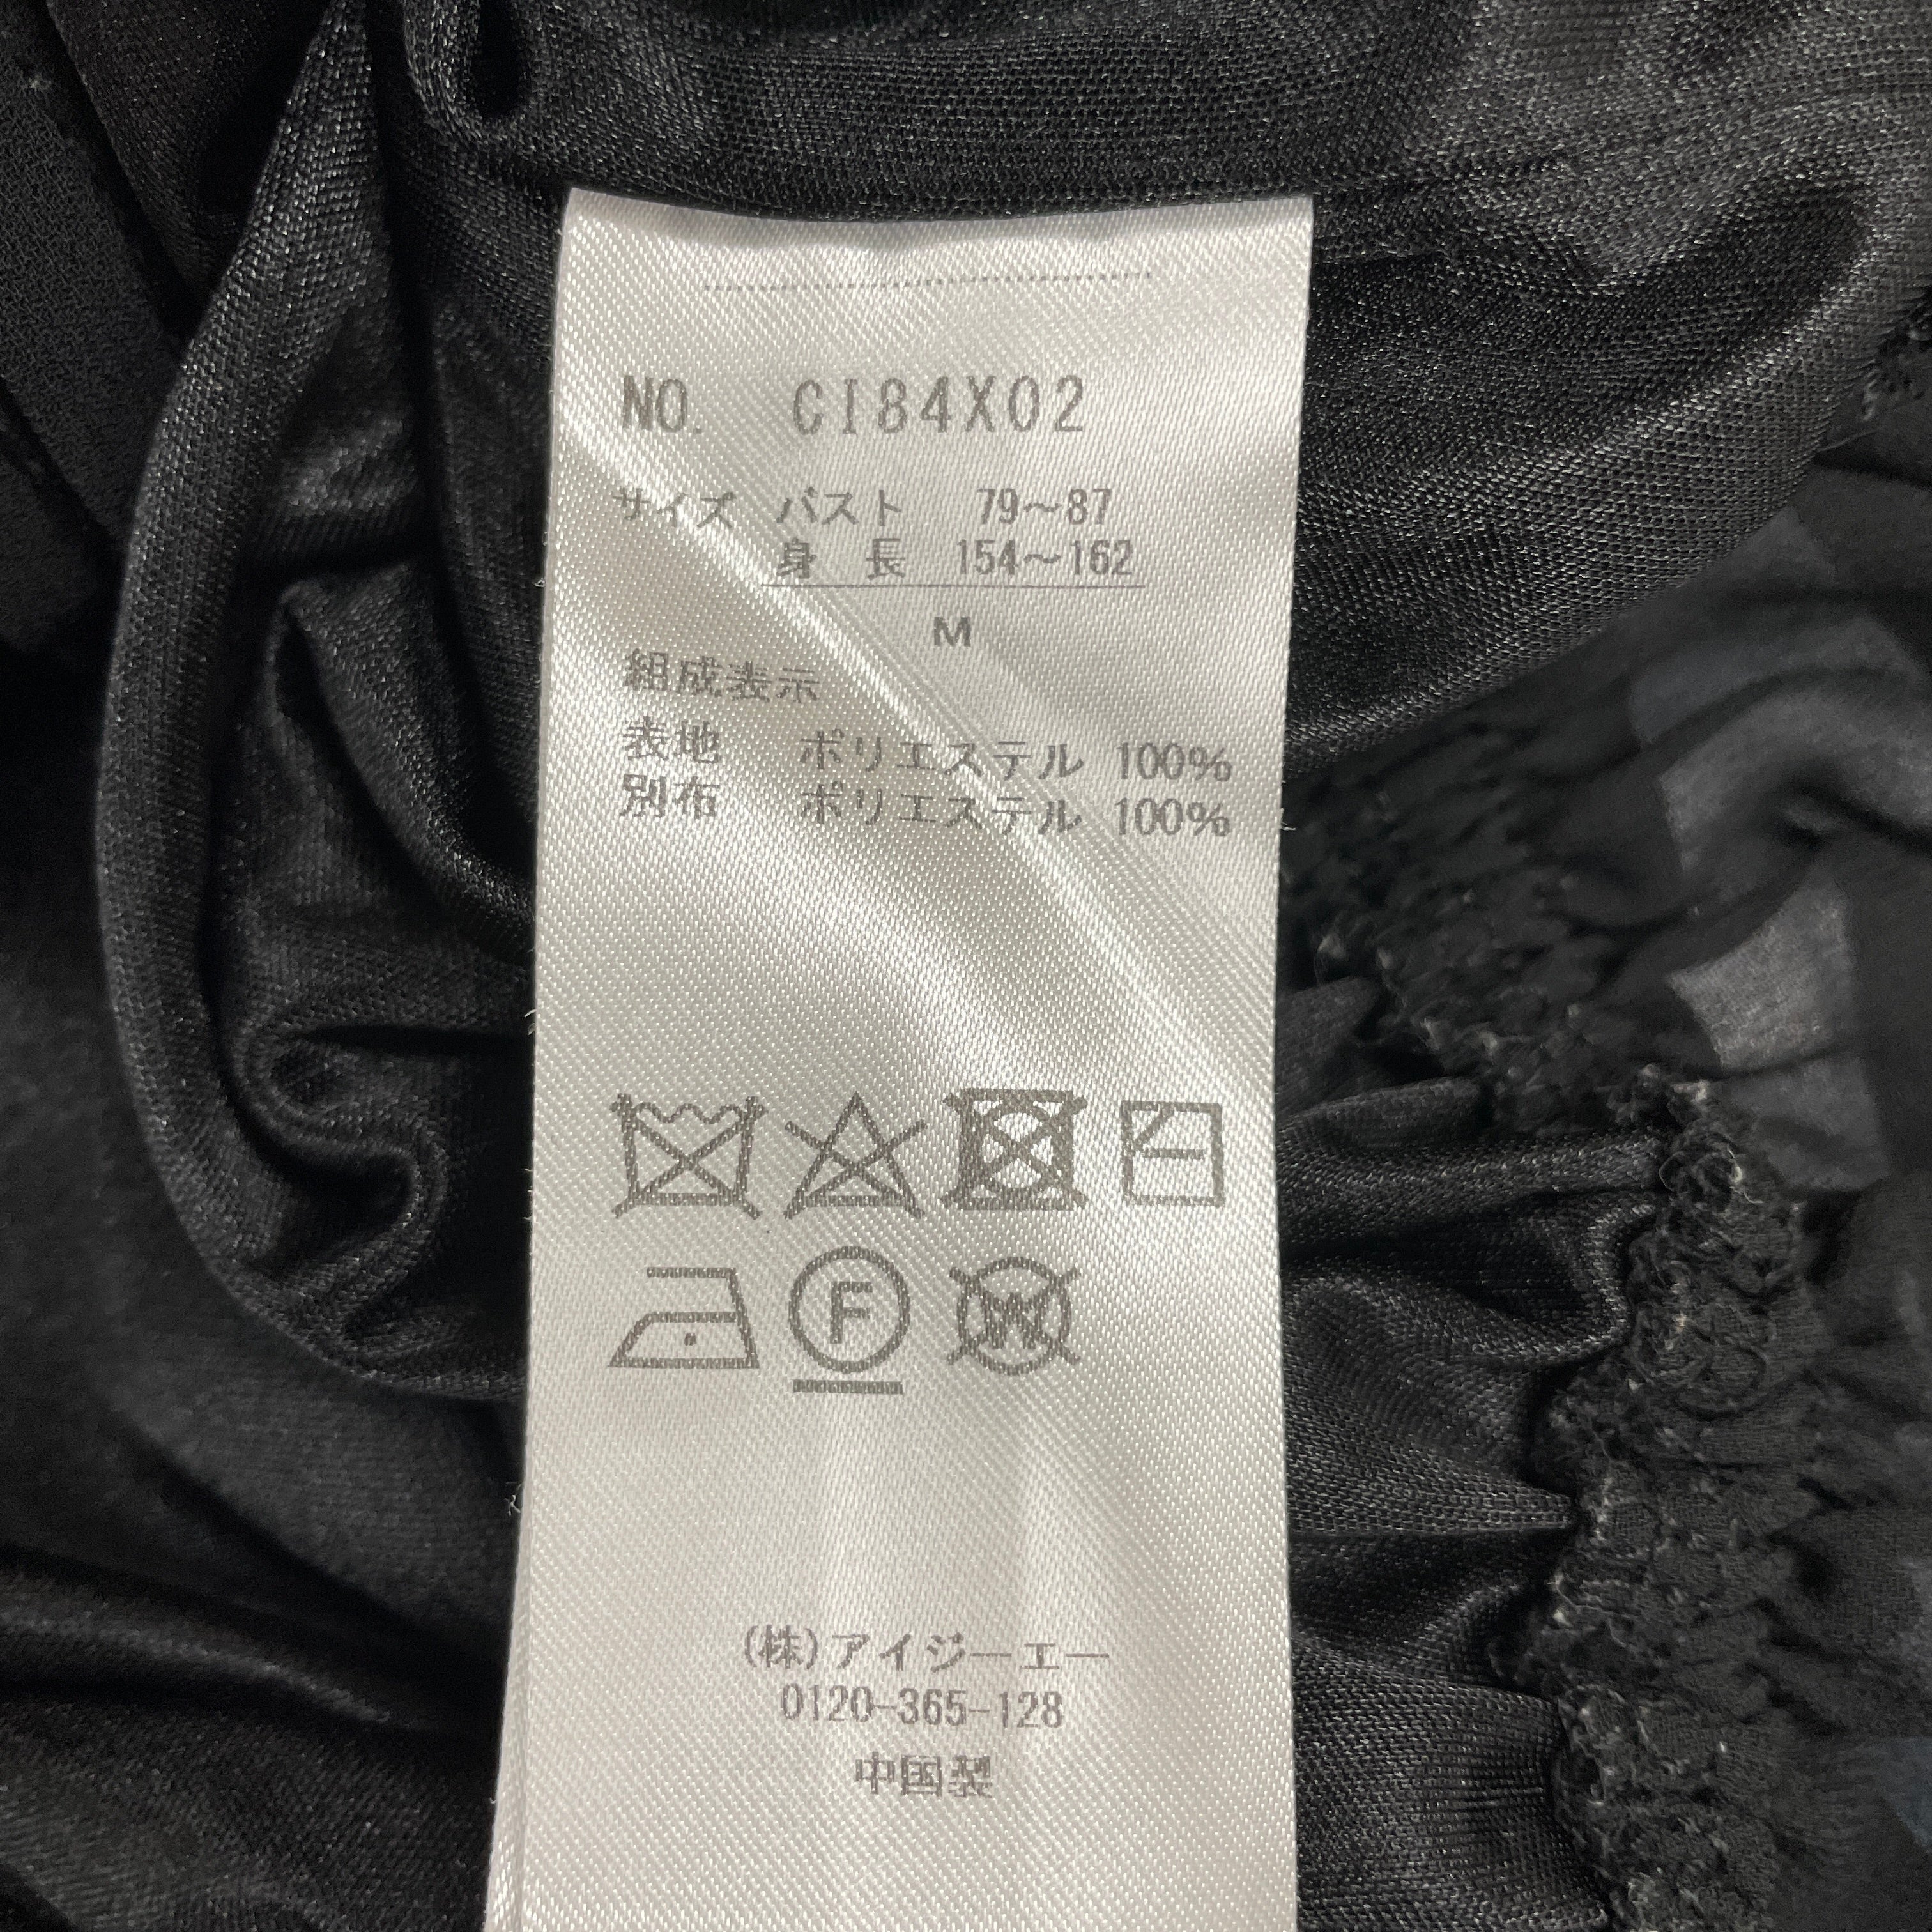 NO. CI84X02
サイズ バスト 79～87
身 長 154～162
M
組成表示
表地 ポリエステル 100%
別布 ポリエステル 100%
F
W
(株)アイジーエー
0120-365-128
中国製